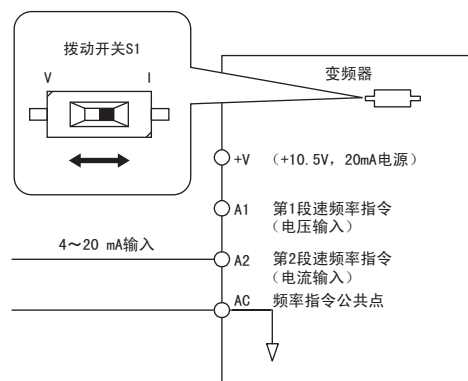 拨动开关S1
V
I
变频器
+V （+10.5V，20mA电源）
A1 第1段速频率指令
（电压输入）
4～20 mA输入
A2 第2段速频率指令
（电流输入）
AC 频率指令公共点